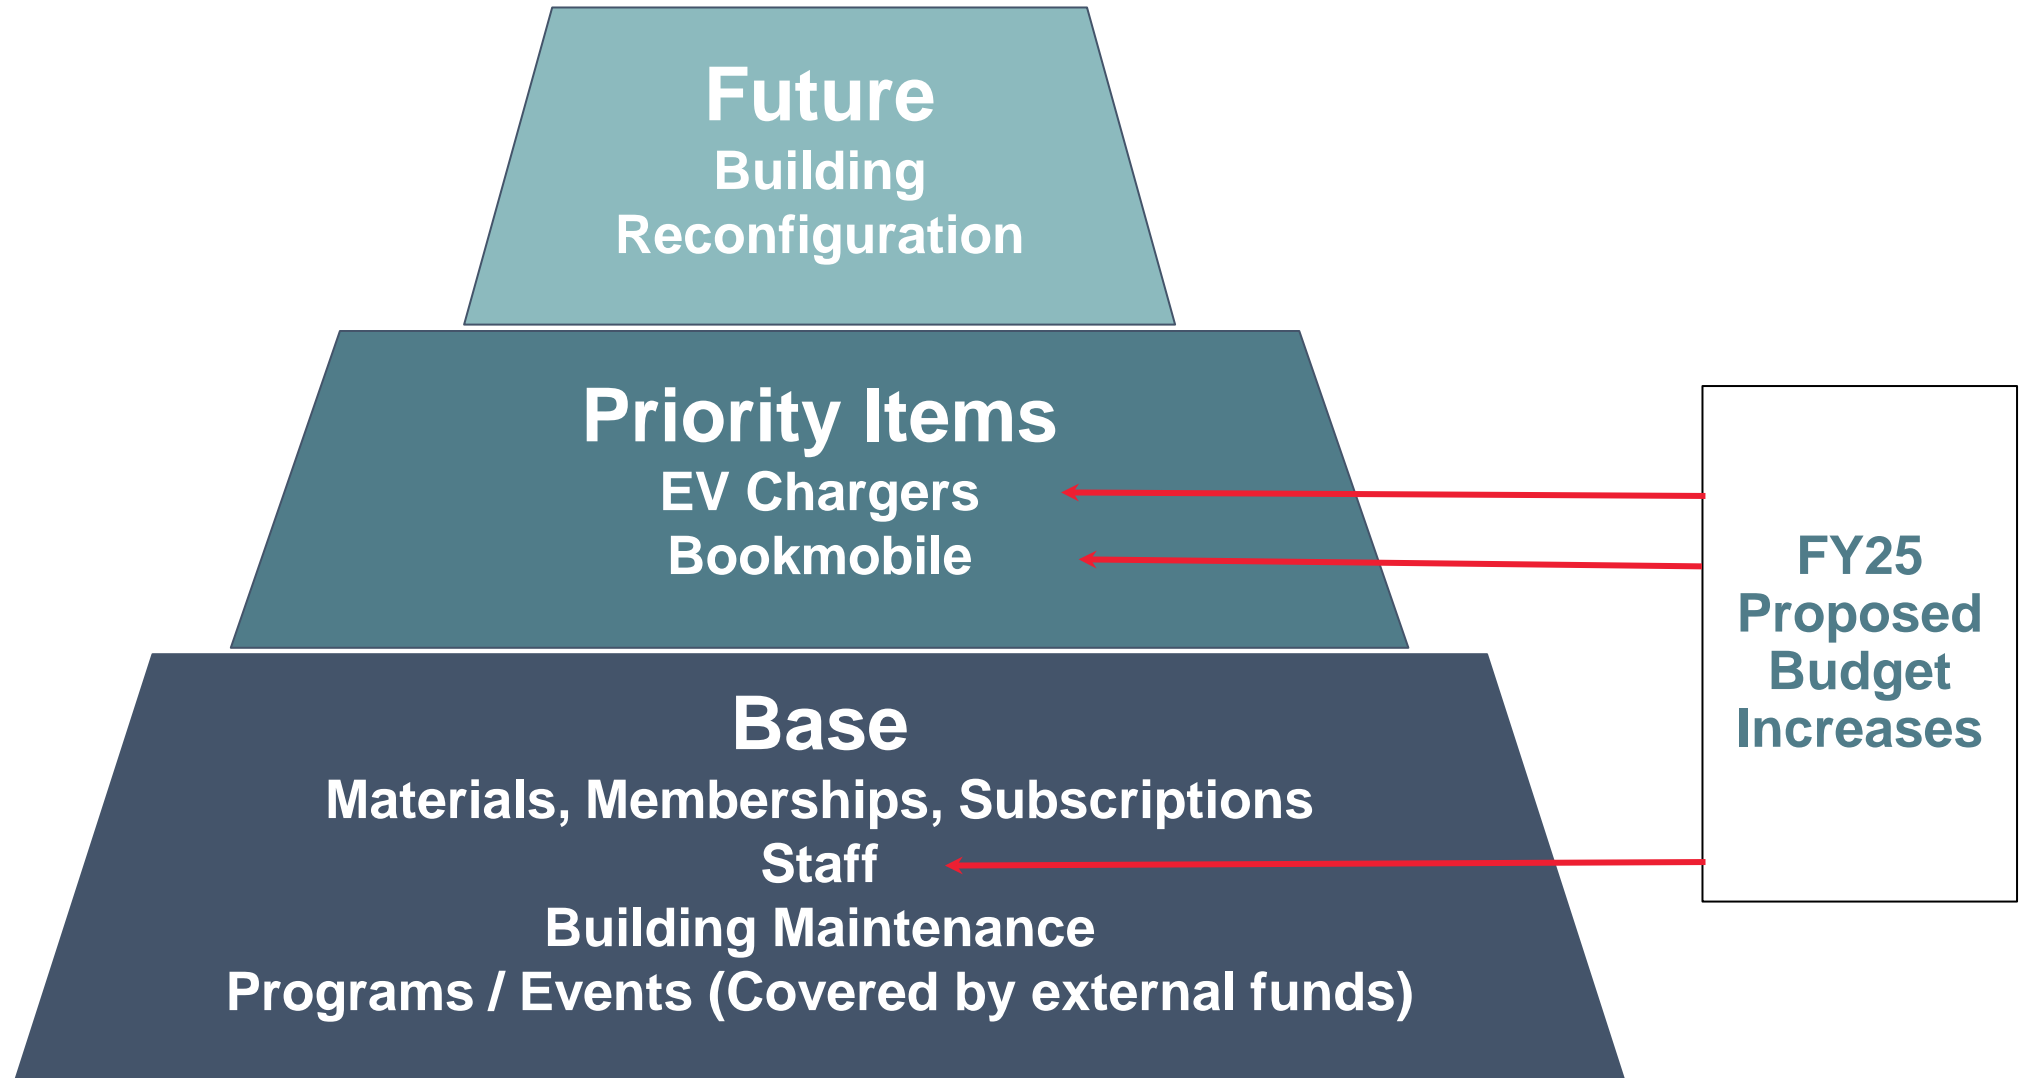 Future
Building
Reconfiguration
Priority Items
EV Chargers
Bookmobile
Base
Materials, Memberships, Subscriptions
Staff
Building Maintenance
Programs / Events (Covered by external funds)
FY25
Proposed
Budget
Increases